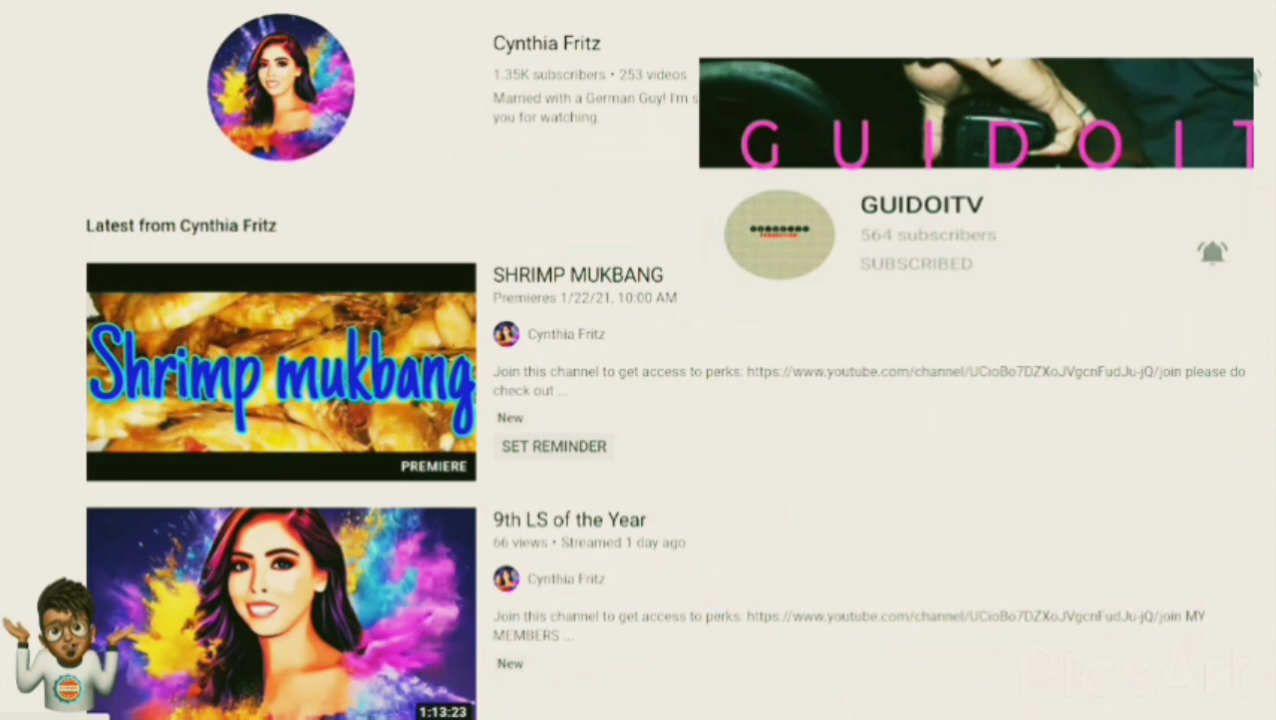 Cynthia Fritz
1.35K subscribers • 253 videos
Married with a German Guy! I'm s
you for watching.
GUIDOIT
GUIDOITV
564 subscribers
SUBSCRIBED
Latest from Cynthia Fritz
Shrimp mukbang
PREMIERE
SHRIMP MUKBANG
Premieres 1/22/21, 10:00 AM
Cynthia Fritz
Join this channel to get access to perks: https://www.youtube.com/channel/UCioBo7DZXoJVgcnFudJu-jQ/join please do
check out ...
New
SET REMINDER
9th LS of the Year
66 views • Streamed 1 day ago
Cynthia Fritz
Join this channel to get access to perks: https://www.youtube.com/channel/UCioBo7DZXoJVgcnFudJu-jQ/join MY
MEMBERS ...
New
1:13:23